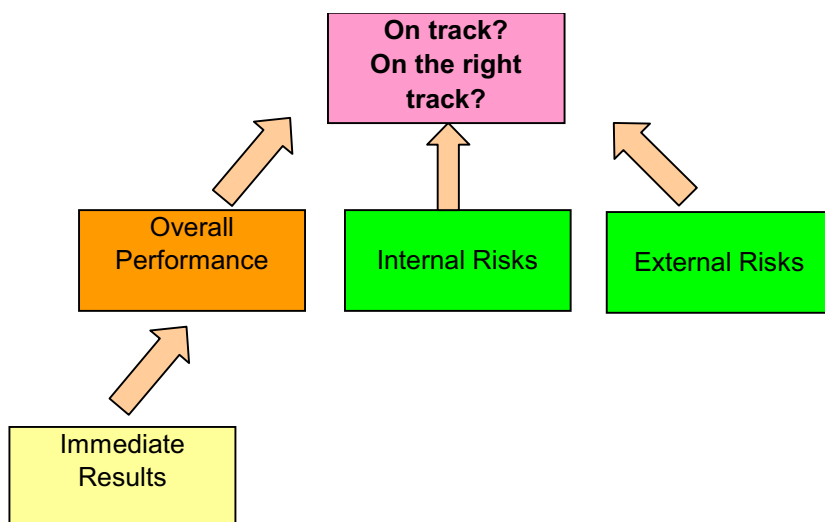 On track?
On the right
track?
Overall
Performance
Internal Risks
External Risks
Immediate
Results